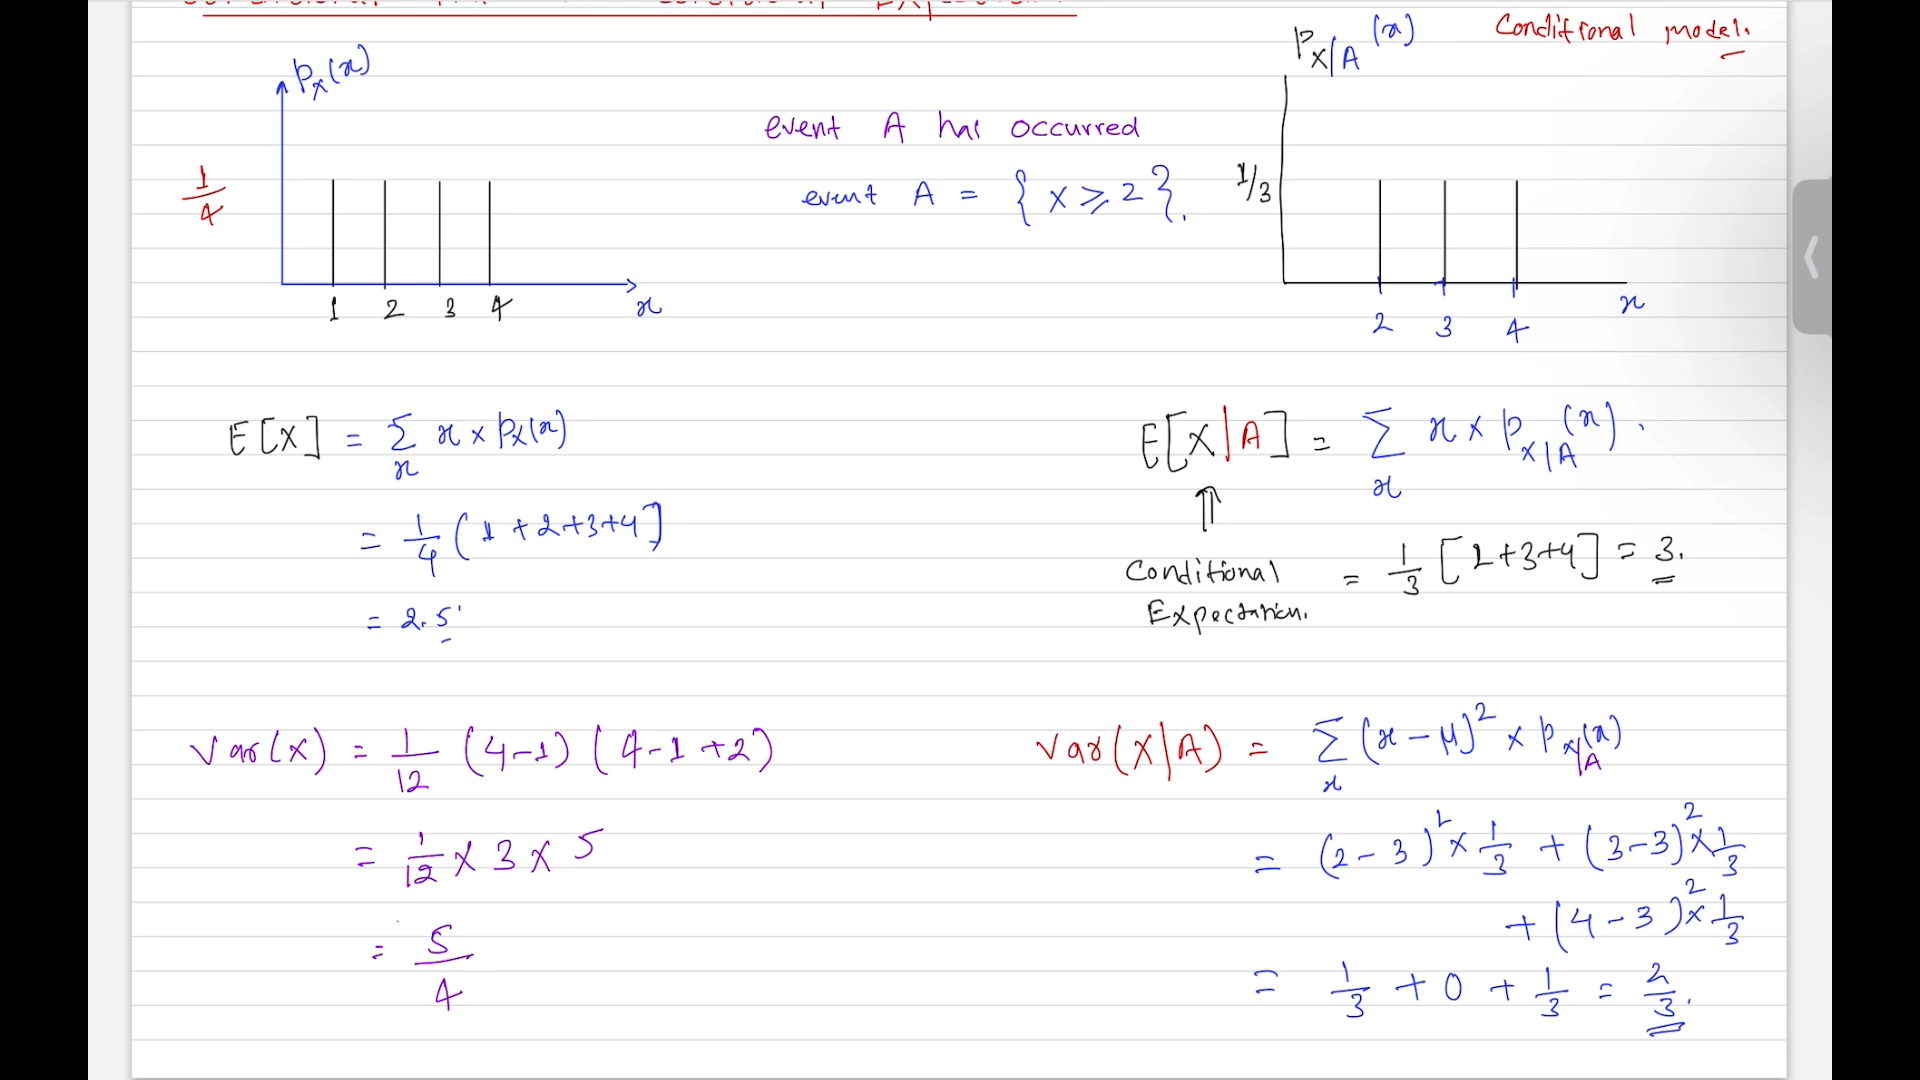 Conditional Expectation
p_X(x)
1/4
1 2 3 4 x
event A has occurred
event A = { X ≥ 2 }.
p_X|A (x) Conditional model.
1/3
2 3 4 x
E[X] = Σ_x x × p_X(x)
= 1/4 ( 1 + 2 + 3 + 4 ]
= 2.5
E[X|A] = Σ_x x × p_X|A (x) .
⇑
Conditional
Expectation.
= 1/3 [ 2 + 3 + 4 ] = 3.
Var(X) = 1/12 (4-1) (4-1+2)
= 1/12 × 3 × 5
= 5/4
Var(X|A) = Σ_x (x - μ)² × p_X|A(x)
= (2-3)² × 1/3 + (3-3)² × 1/3
+ (4-3)² × 1/3
= 1/3 + 0 + 1/3 = 2/3.